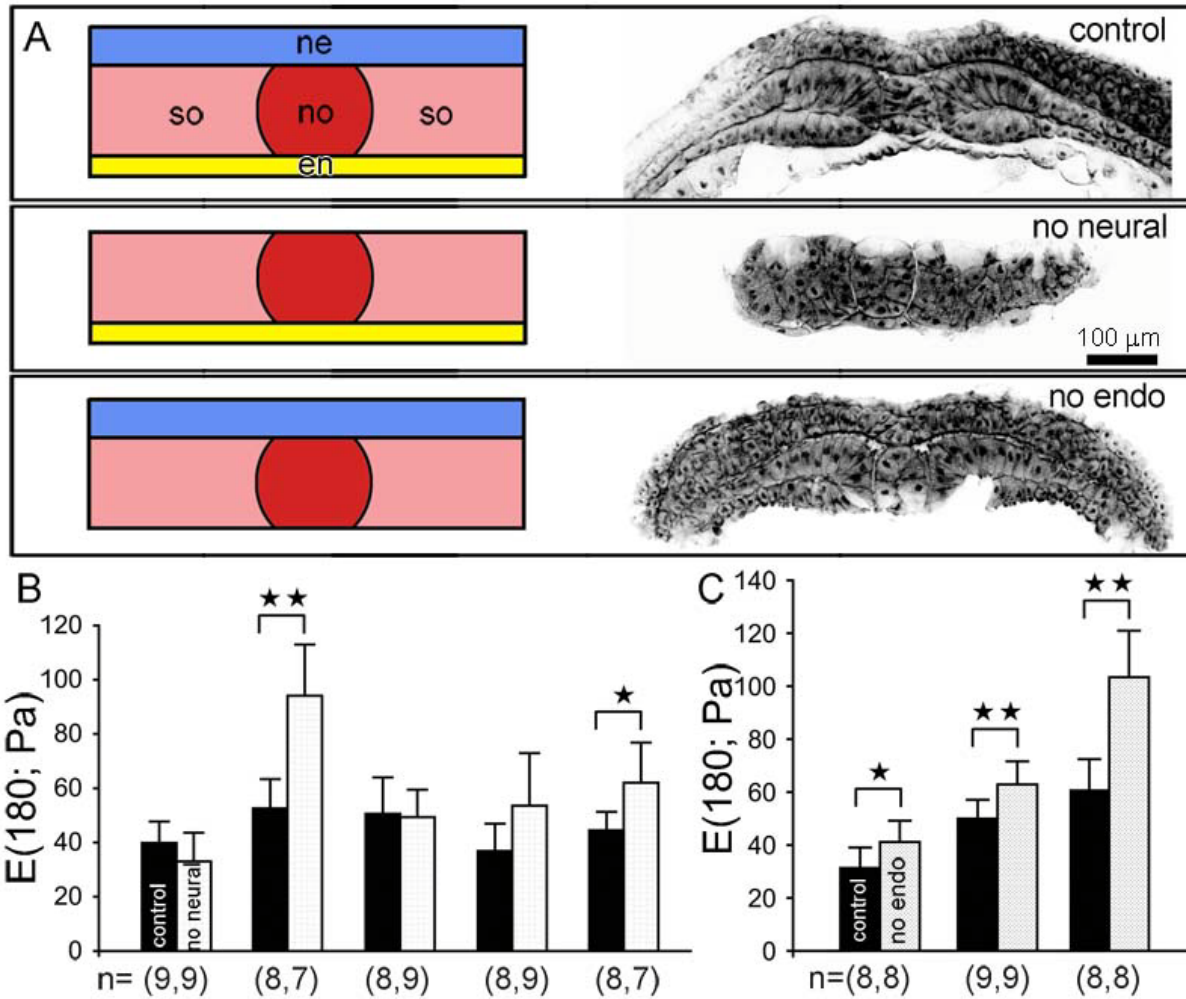 A
ne
so
no
so
en
control
no neural
100 μm
no endo
B
E(180; Pa)
120
100
80
60
40
20
0
★★
★
control
no neural
n= (9,9) (8,7) (8,9) (8,9) (8,7)
C
E(180; Pa)
140
120
100
80
60
40
20
0
★
★★
★★
control
no endo
n=(8,8) (9,9) (8,8)